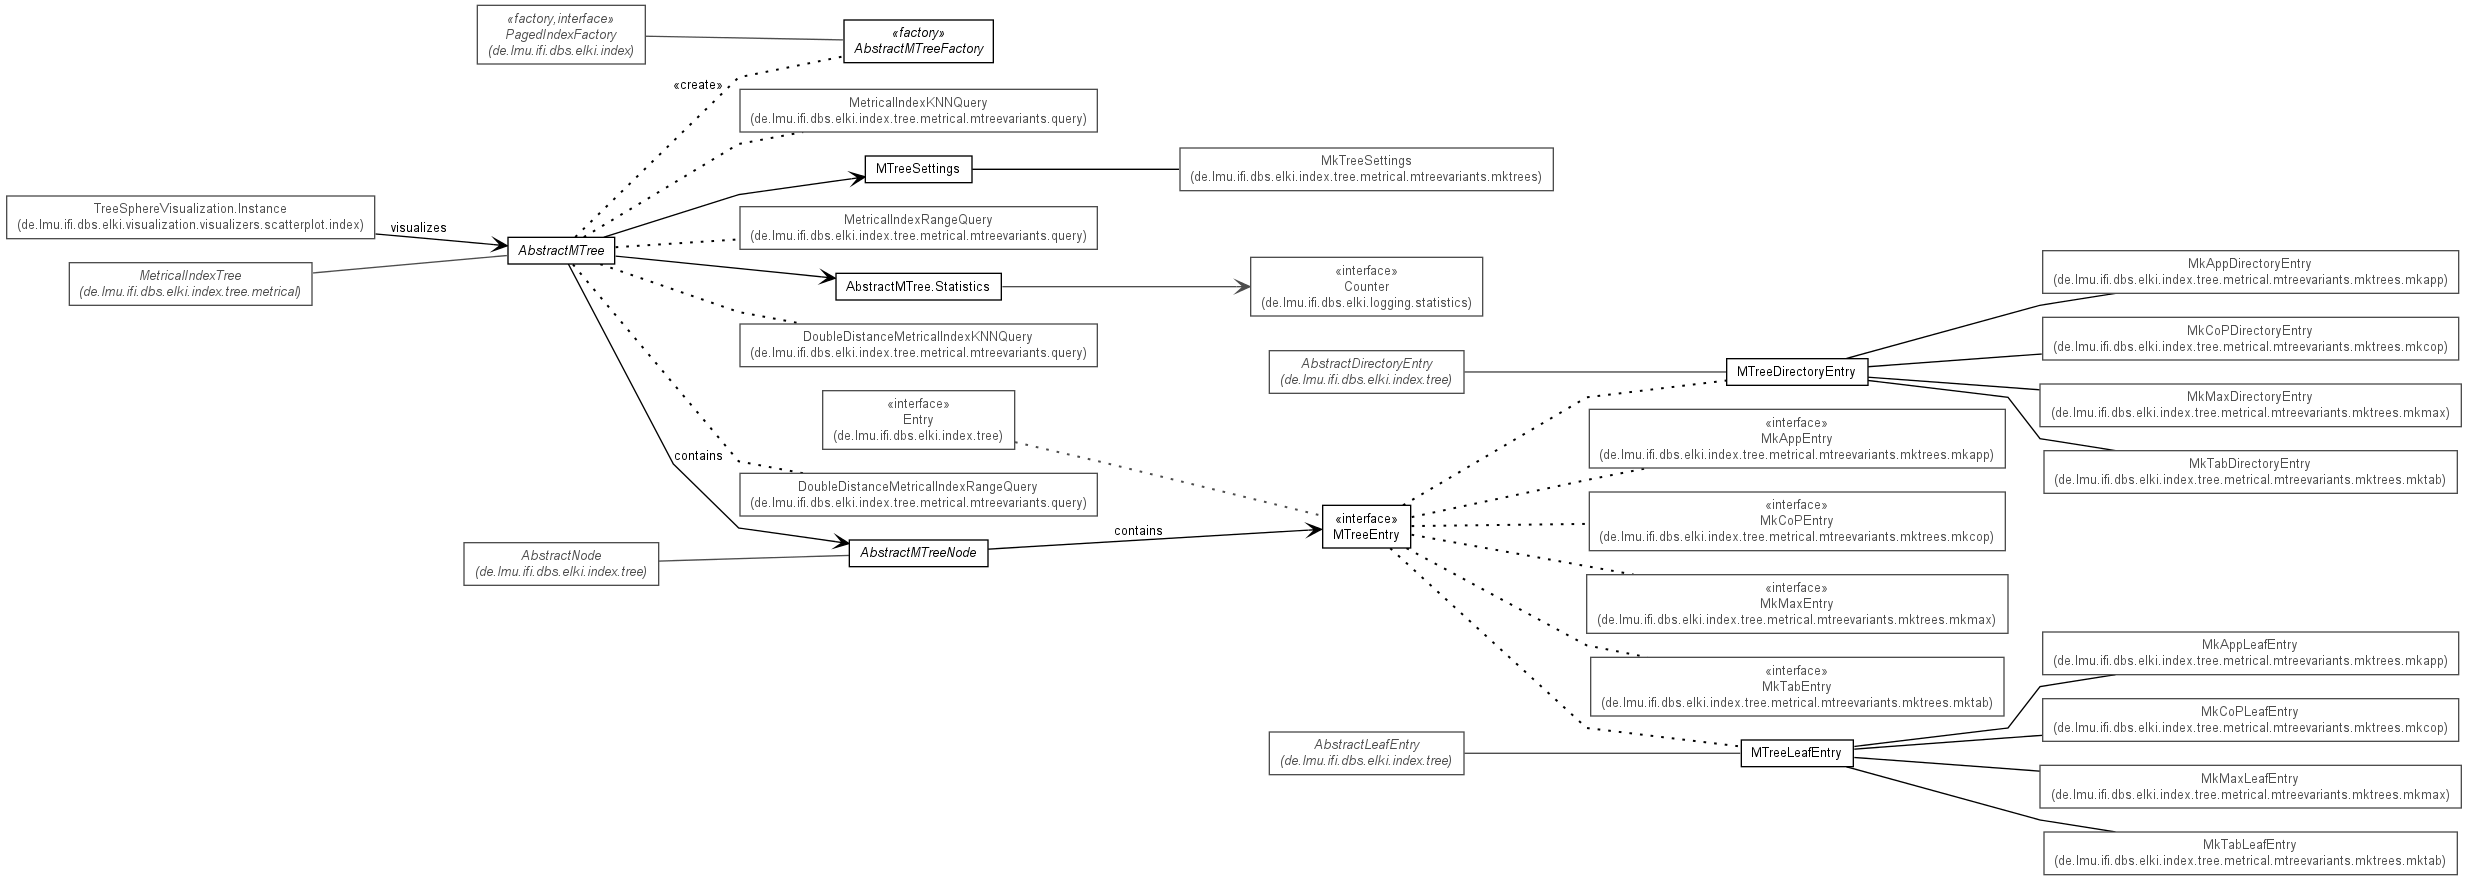 «factory,interface»
PagedIndexFactory
(de.lmu.ifi.dbs.elki.index)
«factory»
AbstractMTreeFactory
«create»
MetricalIndexKNNQuery
(de.lmu.ifi.dbs.elki.index.tree.metrical.mtreevariants.query)
MTreeSettings
MkTreeSettings
(de.lmu.ifi.dbs.elki.index.tree.metrical.mtreevariants.mktrees)
TreeSphereVisualization.Instance
(de.lmu.ifi.dbs.elki.visualization.visualizers.scatterplot.index)
visualizes
AbstractMTree
MetricalIndexRangeQuery
(de.lmu.ifi.dbs.elki.index.tree.metrical.mtreevariants.query)
MetricalIndexTree
(de.lmu.ifi.dbs.elki.index.tree.metrical)
AbstractMTree.Statistics
«interface»
Counter
(de.lmu.ifi.dbs.elki.logging.statistics)
MkAppDirectoryEntry
(de.lmu.ifi.dbs.elki.index.tree.metrical.mtreevariants.mktrees.mkapp)
DoubleDistanceMetricalIndexKNNQuery
(de.lmu.ifi.dbs.elki.index.tree.metrical.mtreevariants.query)
MkCoPDirectoryEntry
(de.lmu.ifi.dbs.elki.index.tree.metrical.mtreevariants.mktrees.mkcop)
AbstractDirectoryEntry
(de.lmu.ifi.dbs.elki.index.tree)
MTreeDirectoryEntry
MkMaxDirectoryEntry
(de.lmu.ifi.dbs.elki.index.tree.metrical.mtreevariants.mktrees.mkmax)
«interface»
Entry
(de.lmu.ifi.dbs.elki.index.tree)
«interface»
MkAppEntry
(de.lmu.ifi.dbs.elki.index.tree.metrical.mtreevariants.mktrees.mkapp)
contains
MkTabDirectoryEntry
(de.lmu.ifi.dbs.elki.index.tree.metrical.mtreevariants.mktrees.mktab)
DoubleDistanceMetricalIndexRangeQuery
(de.lmu.ifi.dbs.elki.index.tree.metrical.mtreevariants.query)
«interface»
MkCoPEntry
(de.lmu.ifi.dbs.elki.index.tree.metrical.mtreevariants.mktrees.mkcop)
«interface»
MTreeEntry
contains
AbstractMTreeNode
AbstractNode
(de.lmu.ifi.dbs.elki.index.tree)
«interface»
MkMaxEntry
(de.lmu.ifi.dbs.elki.index.tree.metrical.mtreevariants.mktrees.mkmax)
MkAppLeafEntry
(de.lmu.ifi.dbs.elki.index.tree.metrical.mtreevariants.mktrees.mkapp)
«interface»
MkTabEntry
(de.lmu.ifi.dbs.elki.index.tree.metrical.mtreevariants.mktrees.mktab)
MkCoPLeafEntry
(de.lmu.ifi.dbs.elki.index.tree.metrical.mtreevariants.mktrees.mkcop)
AbstractLeafEntry
(de.lmu.ifi.dbs.elki.index.tree)
MTreeLeafEntry
MkMaxLeafEntry
(de.lmu.ifi.dbs.elki.index.tree.metrical.mtreevariants.mktrees.mkmax)
MkTabLeafEntry
(de.lmu.ifi.dbs.elki.index.tree.metrical.mtreevariants.mktrees.mktab)